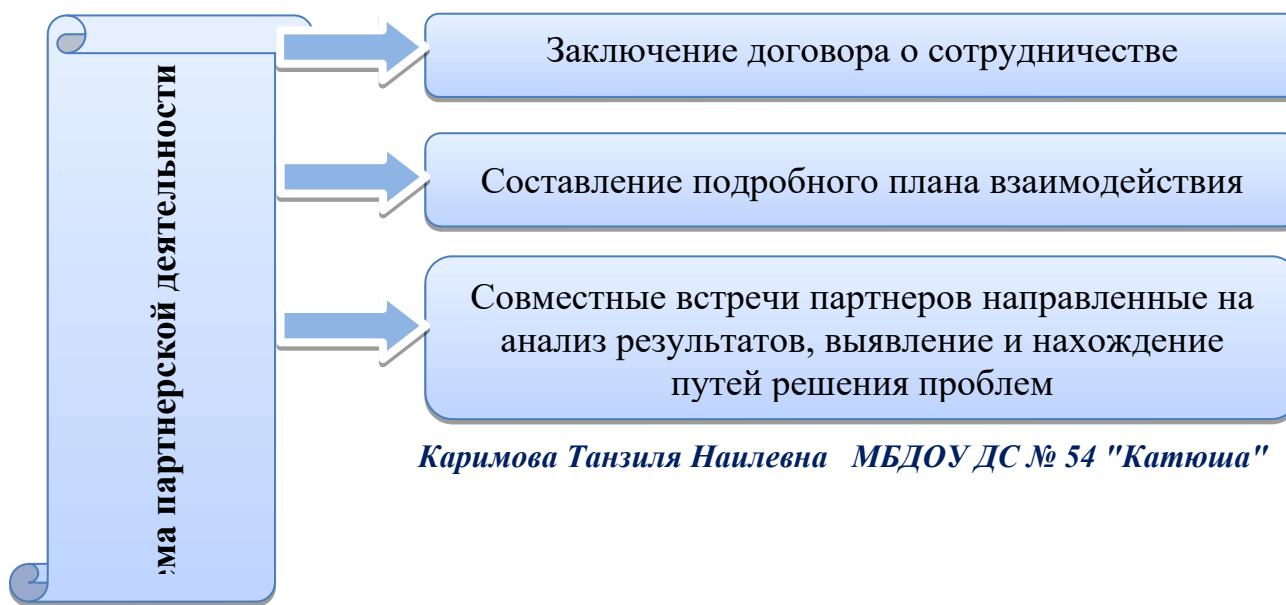 партнерской деятельности
Заключение договора о сотрудничестве
Составление подробного плана взаимодействия
Совместные встречи партнеров направленные на
анализ результатов, выявление и нахождение
путей решения проблем
Каримова Танзиля Наилевна МБДОУ ДС № 54 "Катюша"